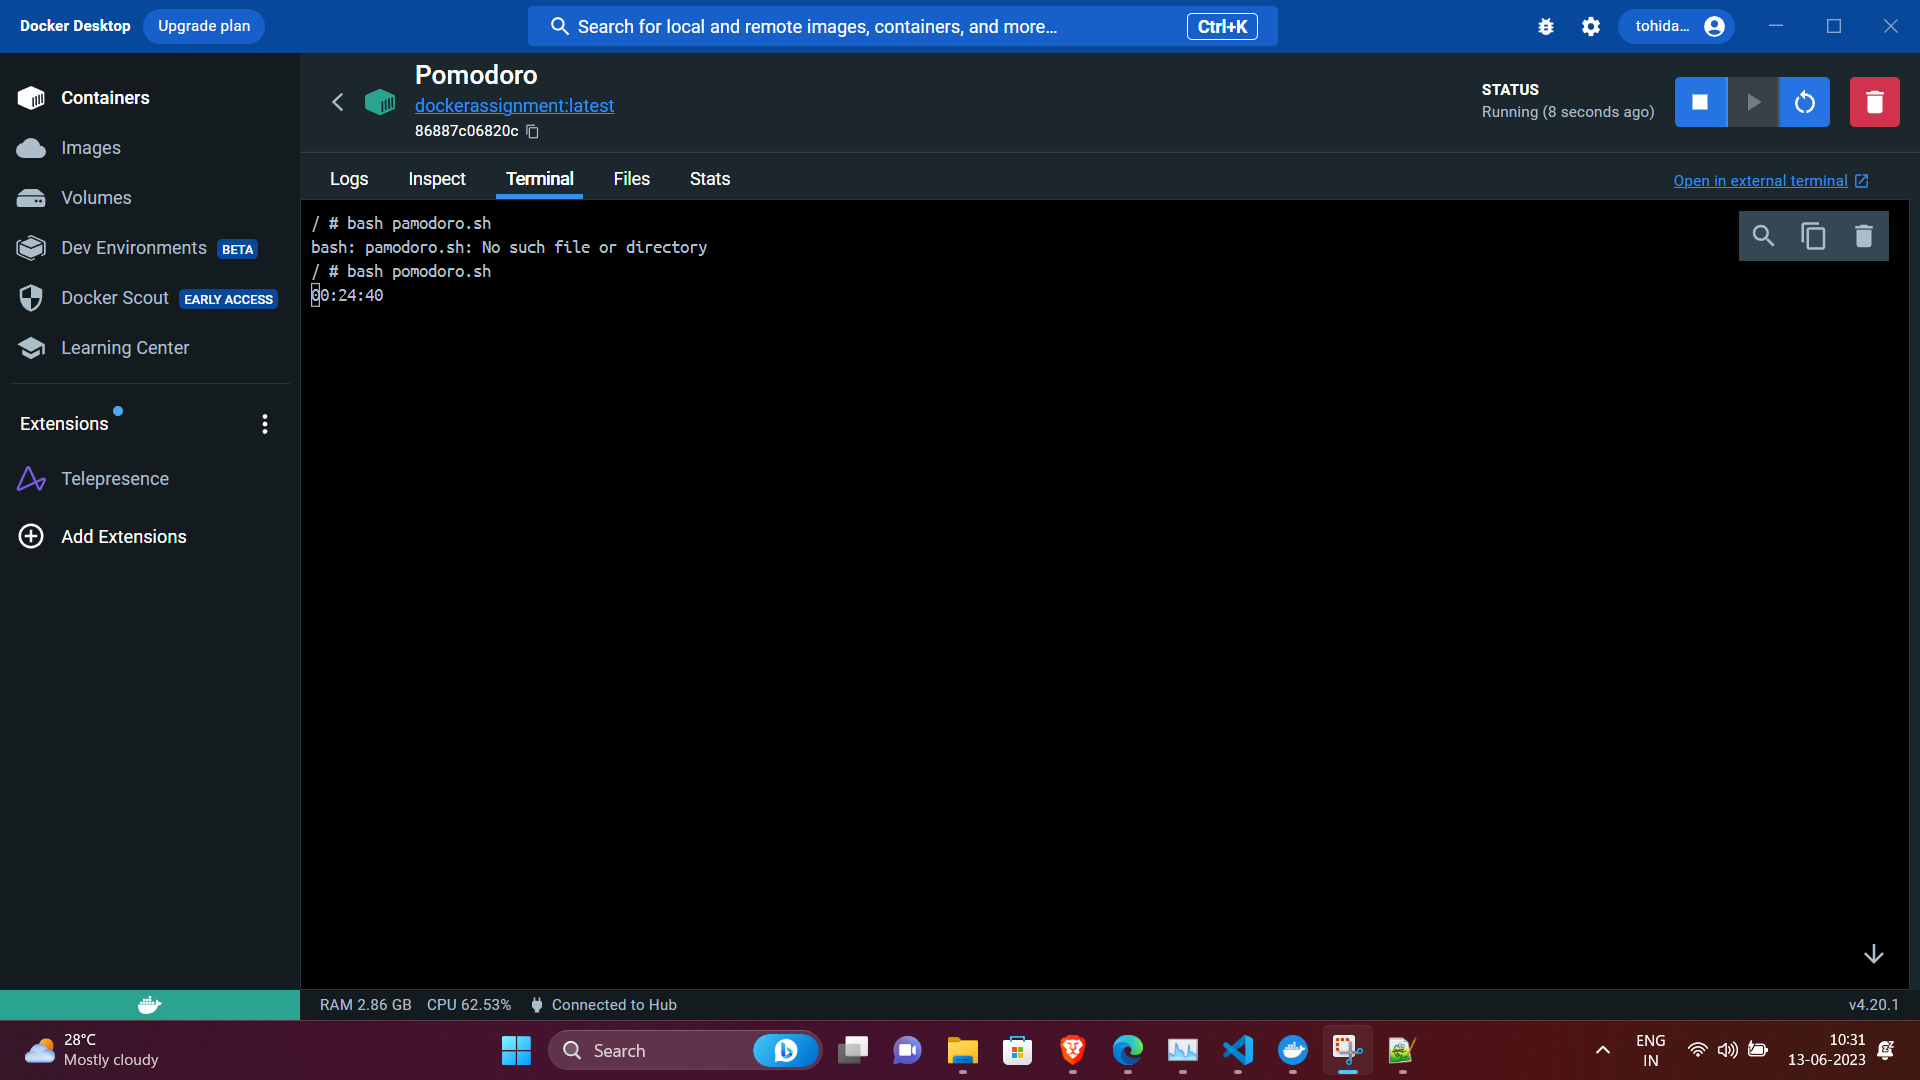 Docker Desktop
Upgrade plan
Search for local and remote images, containers, and more...
Ctrl+K
tohida...
Containers
Images
Volumes
Dev Environments BETA
Docker Scout EARLY ACCESS
Learning Center
Extensions
Telepresence
Add Extensions
Pomodoro
dockerassignment:latest
86887c06820c
STATUS
Running (8 seconds ago)
Logs
Inspect
Terminal
Files
Stats
Open in external terminal
/ # bash pamodoro.sh
bash: pamodoro.sh: No such file or directory
/ # bash pomodoro.sh
00:24:40
RAM 2.86 GB
CPU 62.53%
Connected to Hub
v4.20.1
28°C
Mostly cloudy
Search
ENG
IN
10:31
13-06-2023